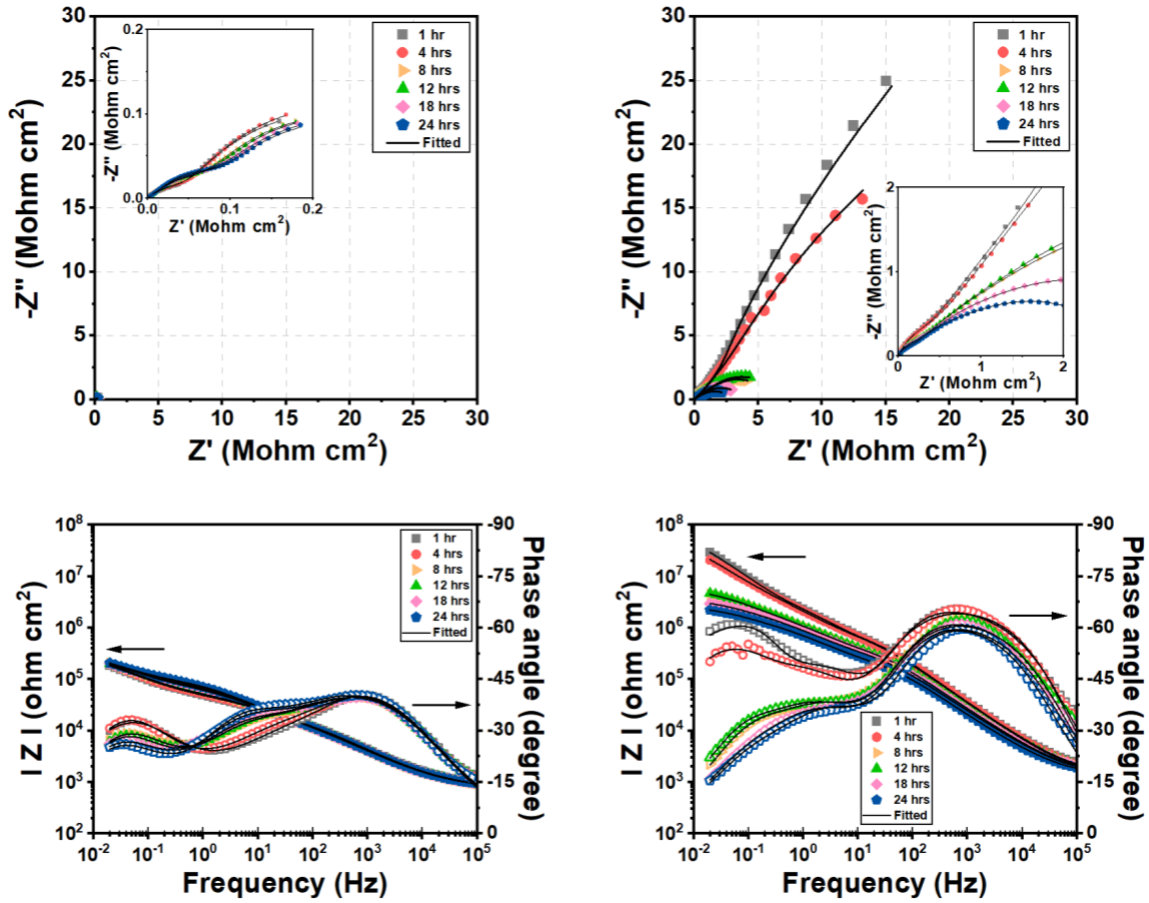 30
25
20
15
10
5
0
-Z'' (Mohm cm2)
0 5 10 15 20 25 30
Z' (Mohm cm2)
0.2
0.1
0.0
-Z'' (Mohm cm2)
0.0 0.1 0.2
Z' (Mohm cm2)
1 hr
4 hrs
8 hrs
12 hrs
18 hrs
24 hrs
Fitted
30
25
20
15
10
5
0
-Z'' (Mohm cm2)
0 5 10 15 20 25 30
Z' (Mohm cm2)
1 hr
4 hrs
8 hrs
12 hrs
18 hrs
24 hrs
Fitted
2
1
0
-Z'' (Mohm cm2)
0 1 2
Z' (Mohm cm2)
108
107
106
105
104
103
102
I Z I (ohm cm2)
10-2 10-1 100 101 102 103 104 105
Frequency (Hz)
-90
-75
-60
-45
-30
-15
0
Phase angle (degree)
1 hr
4 hrs
8 hrs
12 hrs
18 hrs
24 hrs
Fitted
108
107
106
105
104
103
102
I Z I (ohm cm2)
10-2 10-1 100 101 102 103 104 105
Frequency (Hz)
-90
-75
-60
-45
-30
-15
0
Phase angle (degree)
1 hr
4 hrs
8 hrs
12 hrs
18 hrs
24 hrs
Fitted